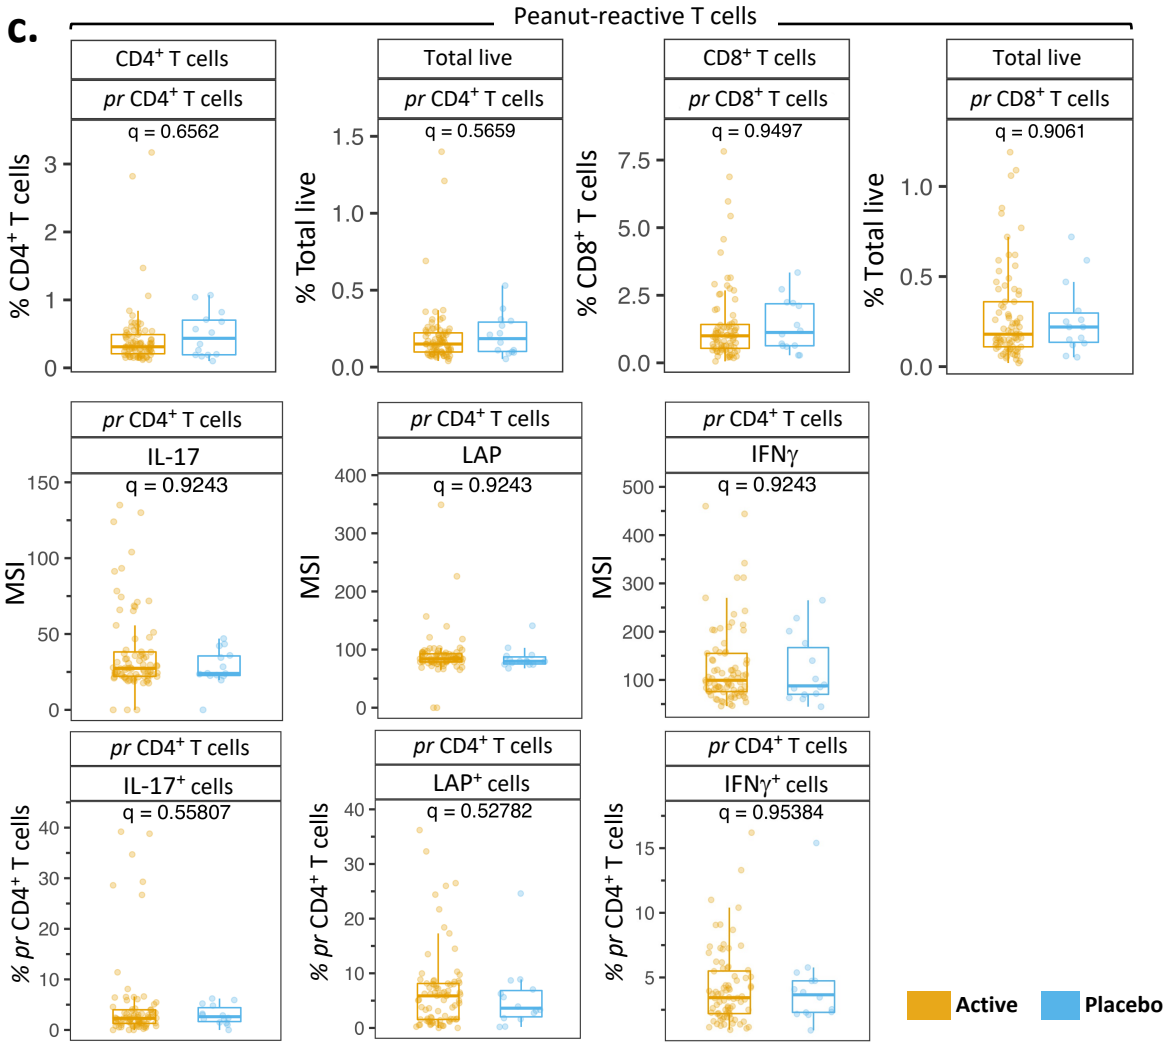 c.
Peanut-reactive T cells
CD4⁺ T cells
pr CD4⁺ T cells
q = 0.6562
% CD4⁺ T cells
3
2
1
0
Total live
pr CD4⁺ T cells
q = 0.5659
% Total live
1.5
1.0
0.5
0.0
CD8⁺ T cells
pr CD8⁺ T cells
q = 0.9497
% CD8⁺ T cells
7.5
5.0
2.5
0.0
Total live
pr CD8⁺ T cells
q = 0.9061
% Total live
1.0
0.5
0.0
pr CD4⁺ T cells
IL-17
q = 0.9243
MSI
150
100
50
0
pr CD4⁺ T cells
LAP
q = 0.9243
MSI
400
300
200
100
0
pr CD4⁺ T cells
IFNγ
q = 0.9243
MSI
500
400
300
200
100
pr CD4⁺ T cells
IL-17⁺ cells
q = 0.55807
% pr CD4⁺ T cells
40
30
20
10
0
pr CD4⁺ T cells
LAP⁺ cells
q = 0.52782
% pr CD4⁺ T cells
40
30
20
10
0
pr CD4⁺ T cells
IFNγ⁺ cells
q = 0.95384
% pr CD4⁺ T cells
15
10
5
Active
Placebo